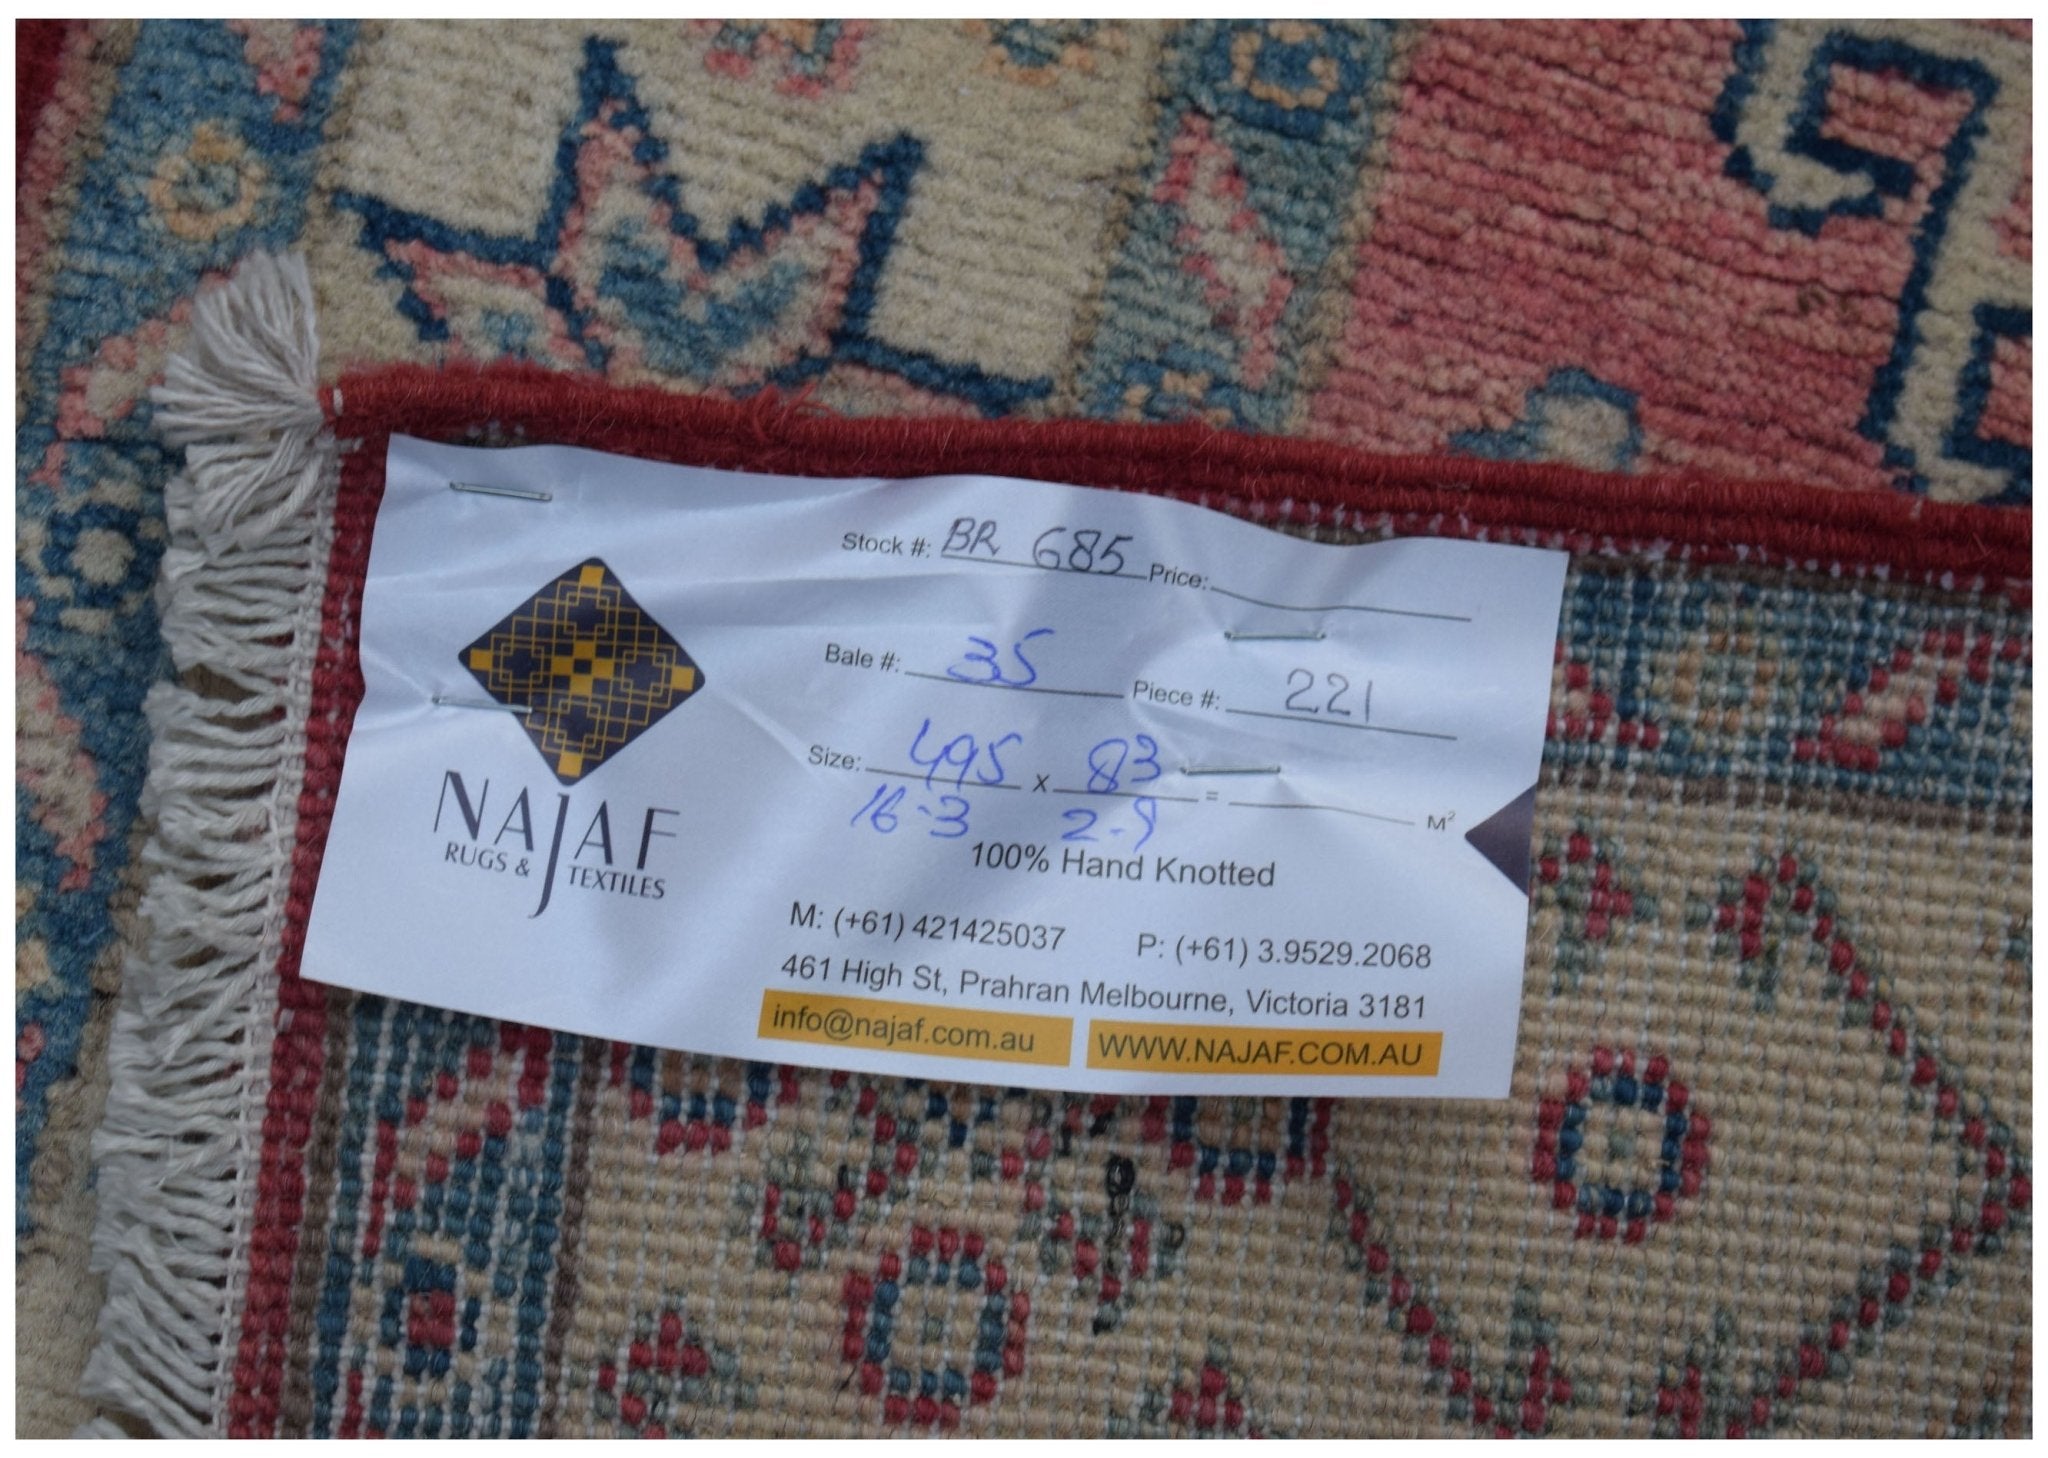 NAJAF
RUGS & TEXTILES
Stock #: BR 685 Price:
Bale #: 35 Piece #: 221
Size: 495 x 83 = M²
16-3 2-9
100% Hand Knotted
M: (+61) 421425037 P: (+61) 3.9529.2068
461 High St, Prahran Melbourne, Victoria 3181
info@najaf.com.au WWW.NAJAF.COM.AU